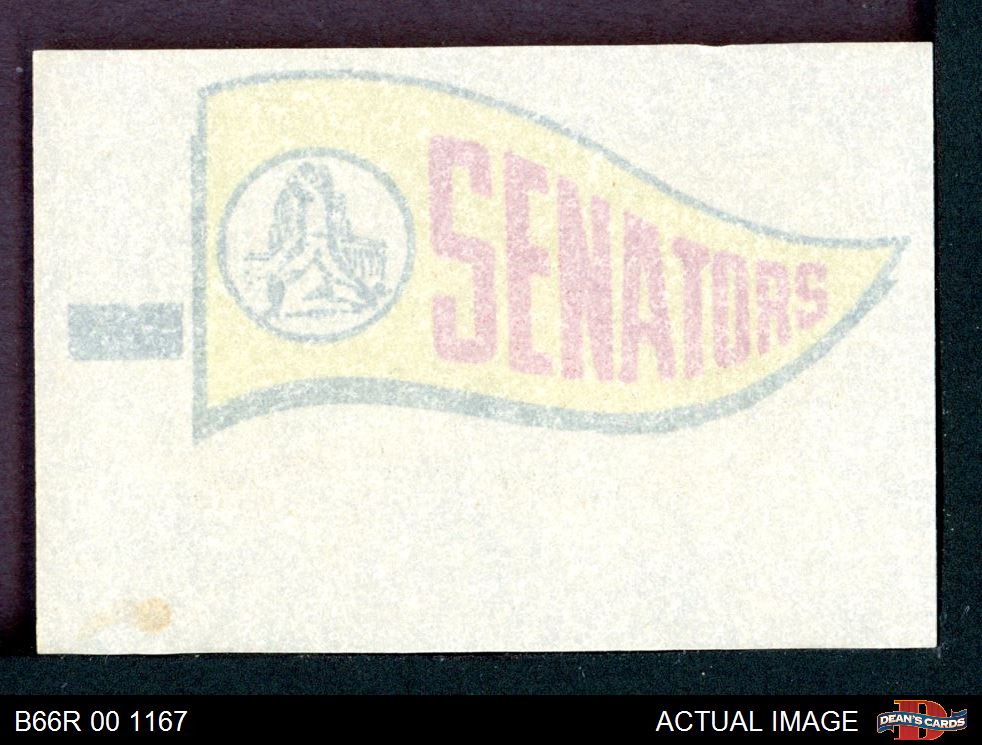 SENATORS
B66R 00 1167
ACTUAL IMAGE
DEAN'S CARDS